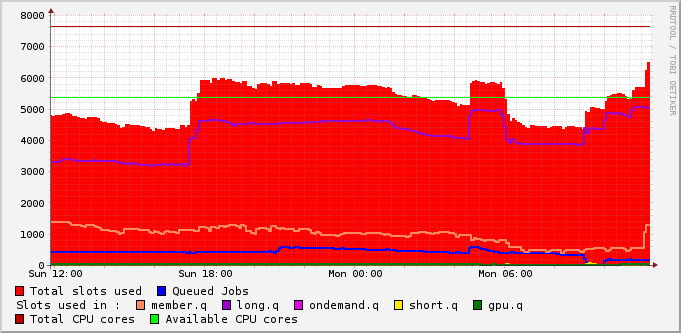 RRDTOOL / TOBI OETIKER
8000
7000
6000
5000
4000
3000
2000
1000
0
Sun 12:00 Sun 18:00 Mon 00:00 Mon 06:00
Total slots used Queued Jobs
Slots used in : member.q long.q ondemand.q short.q gpu.q
Total CPU cores Available CPU cores